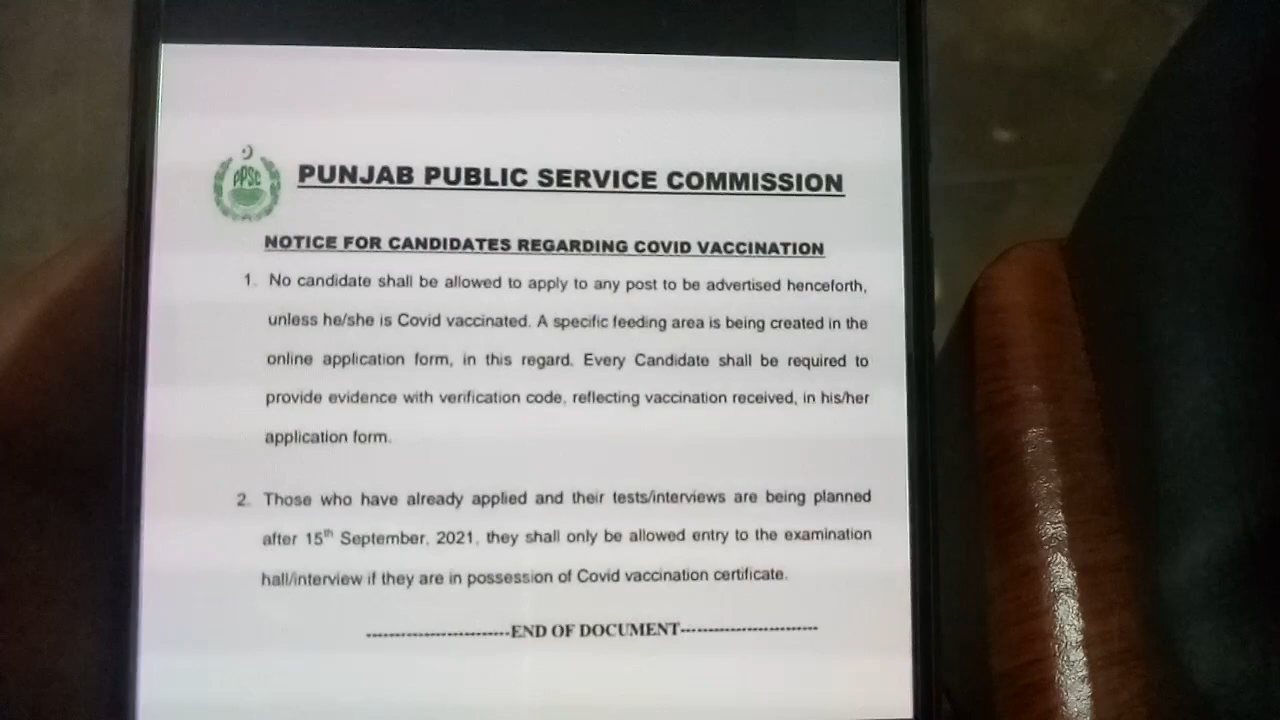 PPSC
PUNJAB PUBLIC SERVICE COMMISSION
NOTICE FOR CANDIDATES REGARDING COVID VACCINATION
1. No candidate shall be allowed to apply to any post to be advertised henceforth,
unless he/she is Covid vaccinated. A specific feeding area is being created in the
online application form, in this regard. Every Candidate shall be required to
provide evidence with verification code, reflecting vaccination received, in his/her
application form.
2. Those who have already applied and their tests/interviews are being planned
after 15th September, 2021, they shall only be allowed entry to the examination
hall/interview if they are in possession of Covid vaccination certificate.
-------------------------END OF DOCUMENT------------------------